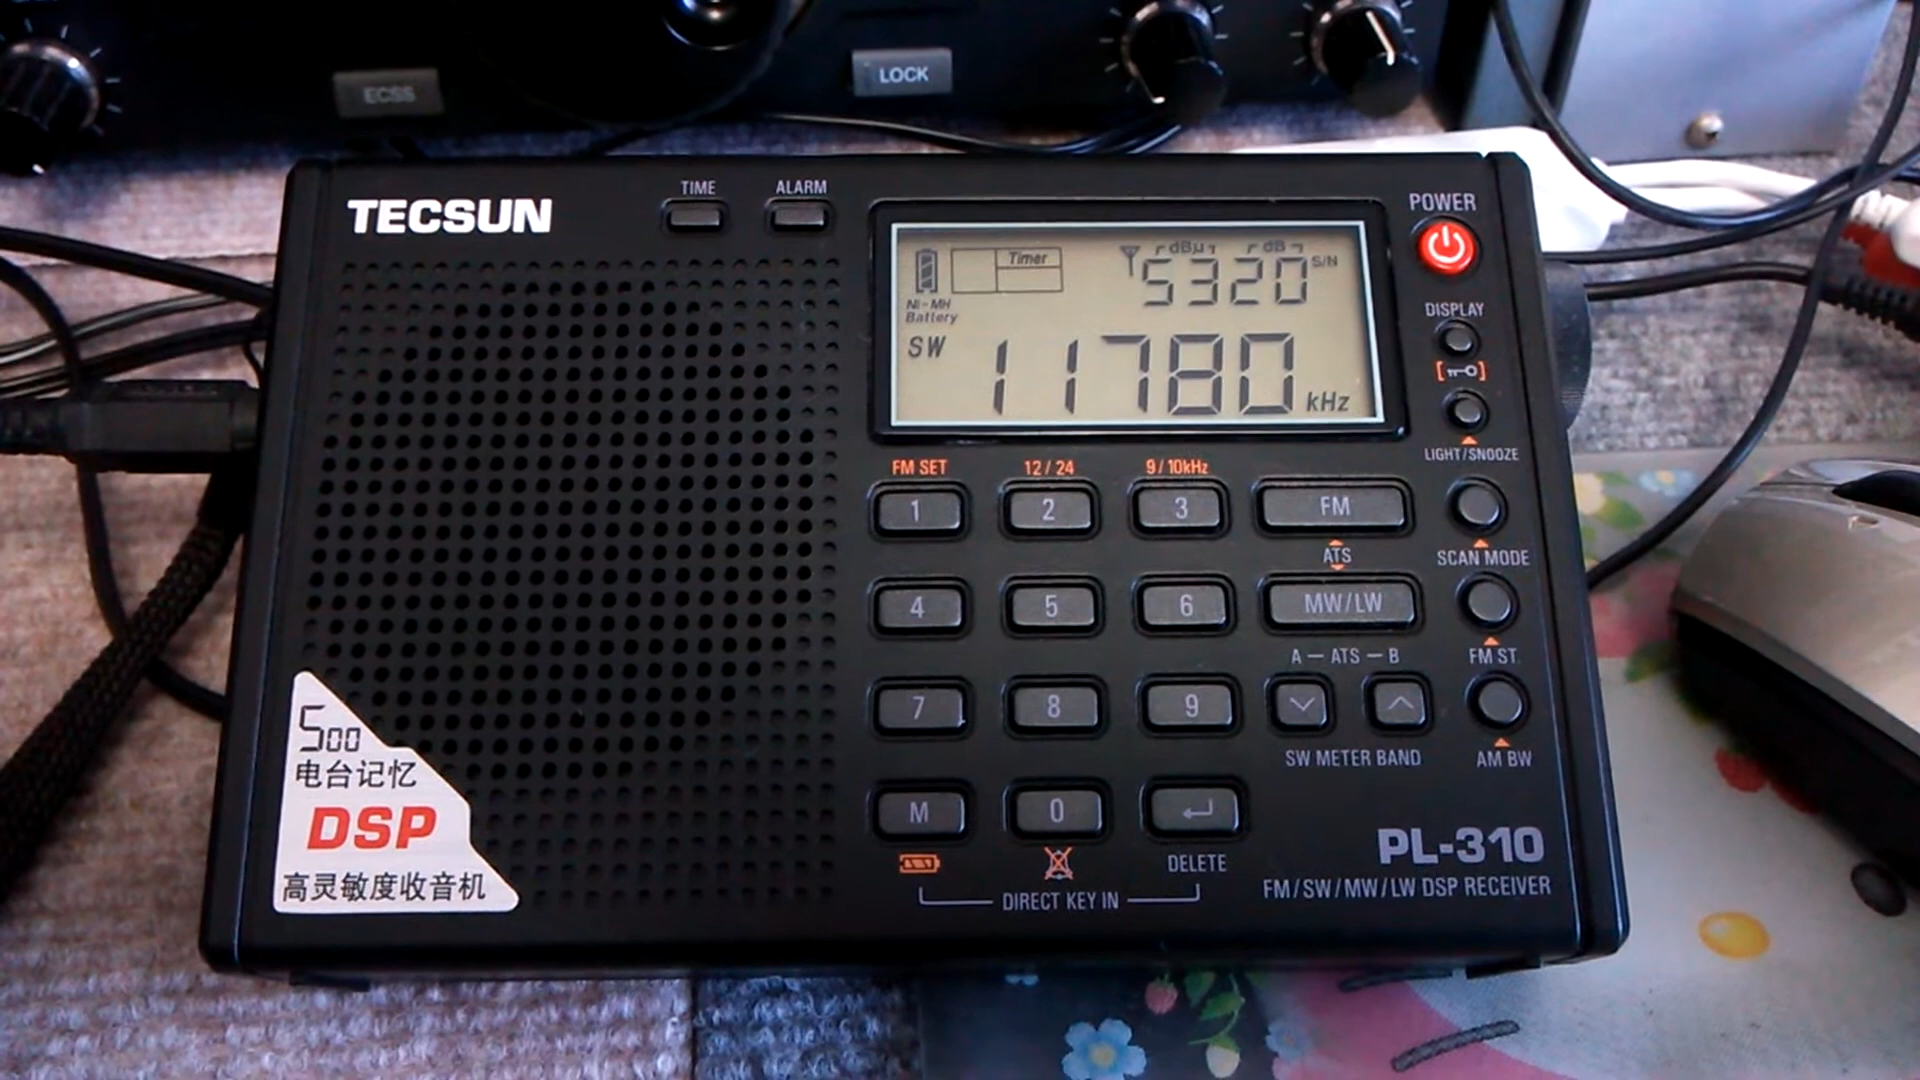 ECSS
LOCK
TECSUN
TIME
ALARM
POWER
Timer
dBµ
dB
5320
S/N
Ni-MH
Battery
SW
11780
kHz
DISPLAY
LIGHT/SNOOZE
FM SET
12/24
9/10kHz
1
2
3
FM
ATS
SCAN MODE
4
5
6
MW/LW
A — ATS — B
FM ST.
7
8
9
SW METER BAND
AM BW
M
0
DELETE
DIRECT KEY IN
500
电台记忆
DSP
高灵敏度收音机
PL-310
FM/SW/MW/LW DSP RECEIVER